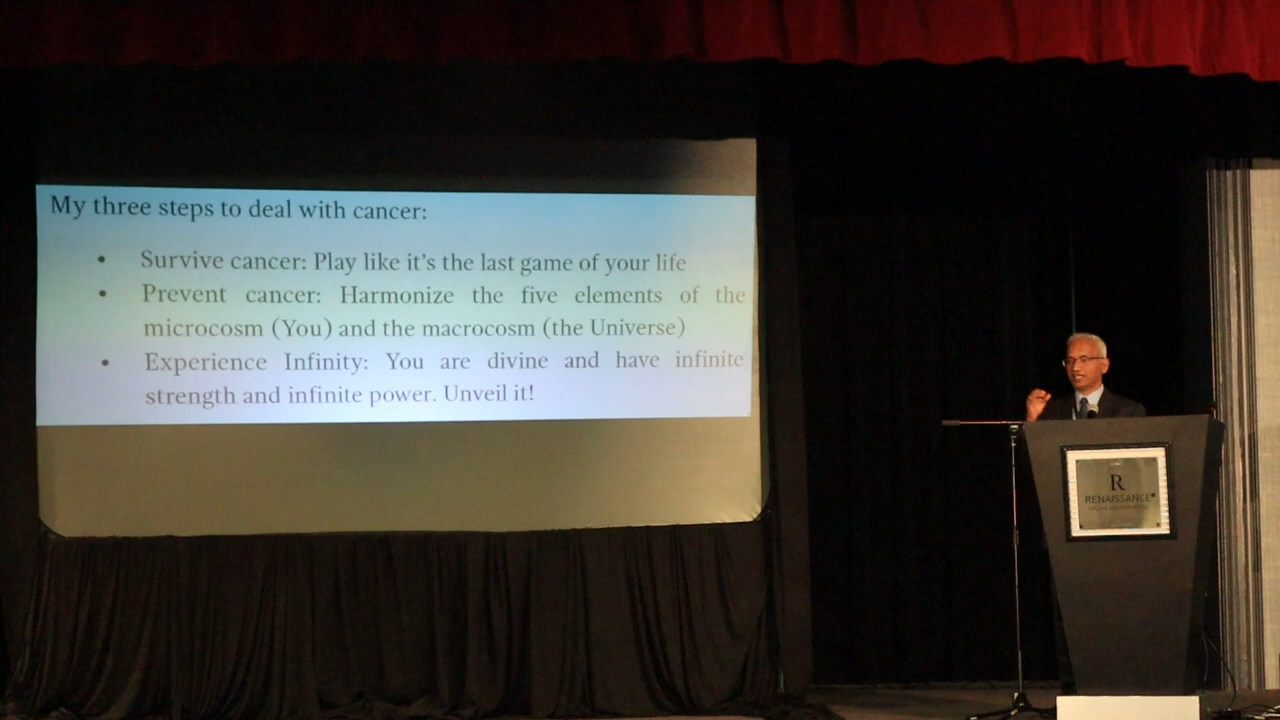 My three steps to deal with cancer:
• Survive cancer: Play like it's the last game of your life
• Prevent cancer: Harmonize the five elements of the
microcosm (You) and the macrocosm (the Universe)
• Experience Infinity: You are divine and have infinite
strength and infinite power. Unveil it!
R
RENAISSANCE